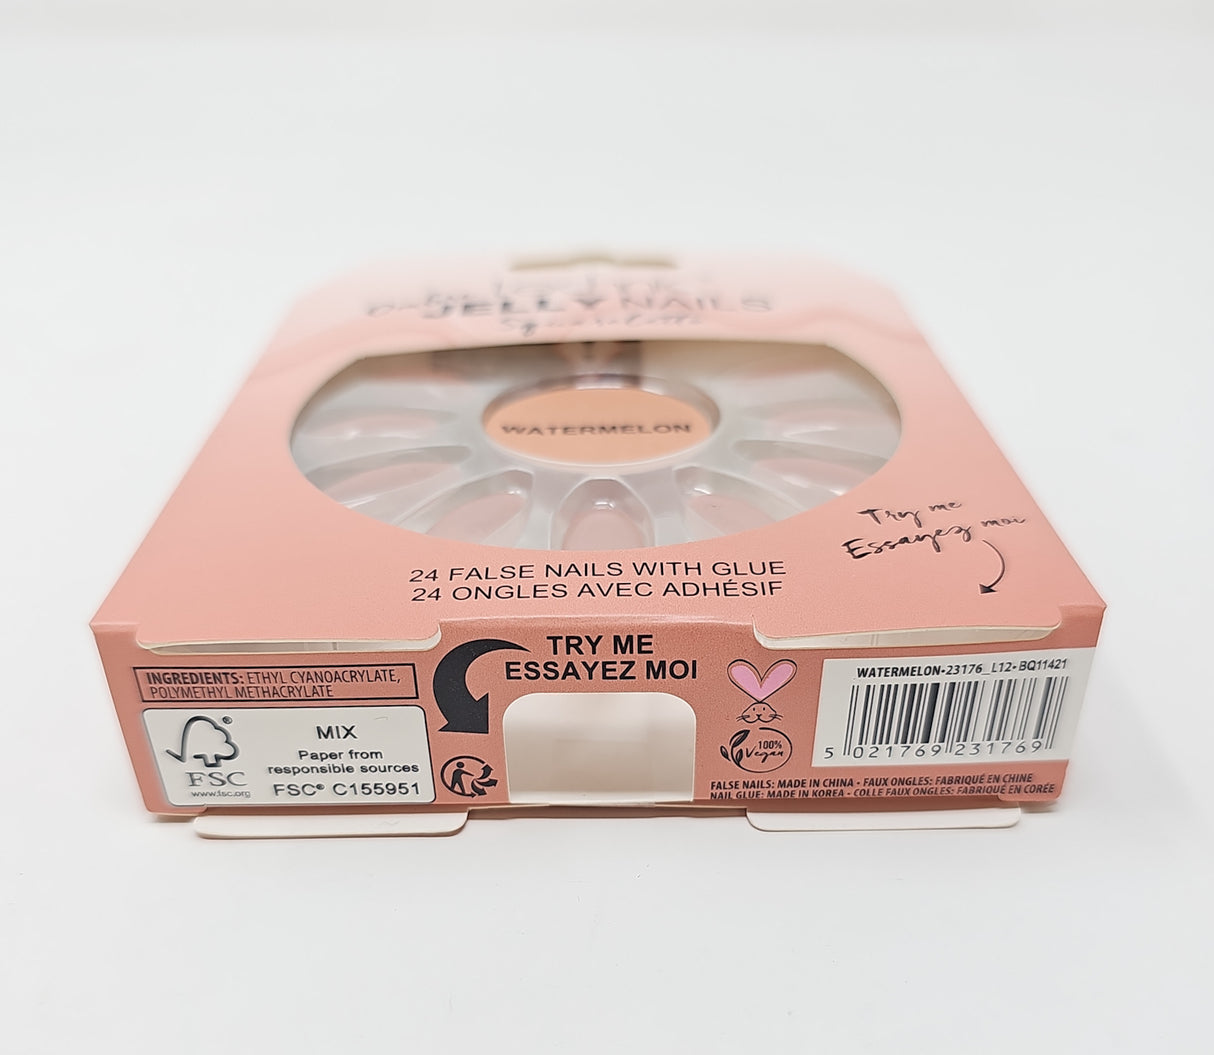 JELLY NAILS
Squareletto
WATERMELON
Try me
Essayez moi
24 FALSE NAILS WITH GLUE
24 ONGLES AVEC ADHÉSIF
TRY ME
ESSAYEZ MOI
INGREDIENTS: ETHYL CYANOACRYLATE,
POLYMETHYL METHACRYLATE
®
FSC
www.fsc.org
MIX
Paper from
responsible sources
FSC® C155951
100%
Vegan
WATERMELON-23176_L12-BQ11421
5 021769 231769
FALSE NAILS: MADE IN CHINA - FAUX ONGLES: FABRIQUÉ EN CHINE
NAIL GLUE: MADE IN KOREA - COLLE FAUX ONGLES: FABRIQUÉ EN CORÉE